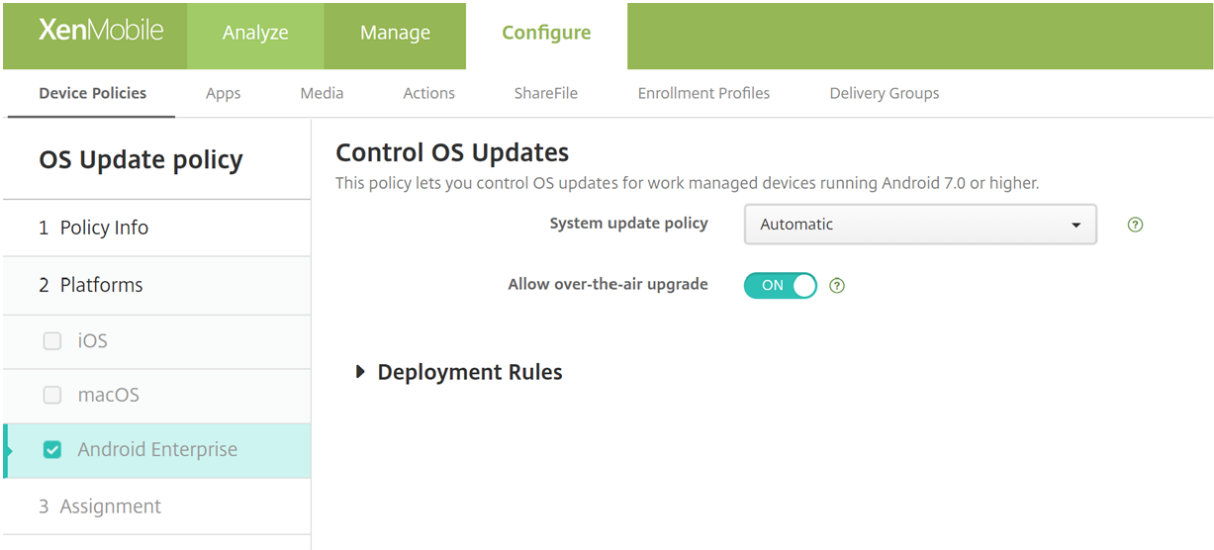 XenMobile Analyze Manage Configure
Device Policies Apps Media Actions ShareFile Enrollment Profiles Delivery Groups
OS Update policy
1 Policy Info
2 Platforms
iOS
macOS
Android Enterprise
3 Assignment
Control OS Updates
This policy lets you control OS updates for work managed devices running Android 7.0 or higher.
System update policy Automatic ?
Allow over-the-air upgrade ON ?
Deployment Rules